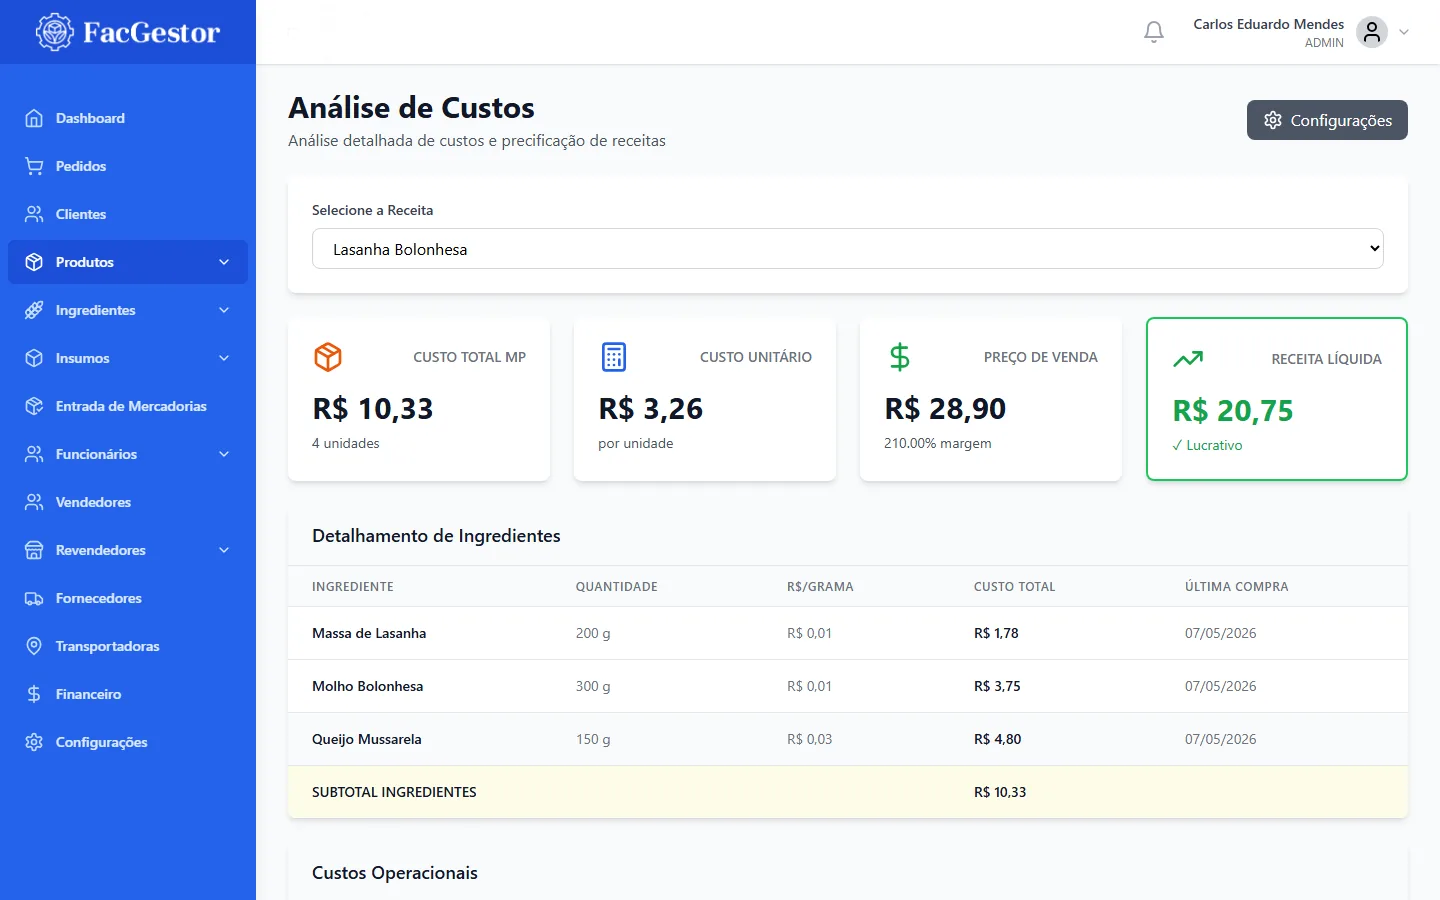 FacGestor
Carlos Eduardo Mendes
ADMIN
Dashboard
Pedidos
Clientes
Produtos
Ingredientes
Insumos
Entrada de Mercadorias
Funcionários
Vendedores
Revendedores
Fornecedores
Transportadoras
Financeiro
Configurações
Análise de Custos
Análise detalhada de custos e precificação de receitas
Configurações
Selecione a Receita
Lasanha Bolonhesa
CUSTO TOTAL MP
R$ 10,33
4 unidades
CUSTO UNITÁRIO
R$ 3,26
por unidade
PREÇO DE VENDA
R$ 28,90
210.00% margem
RECEITA LÍQUIDA
R$ 20,75
✓ Lucrativo
Detalhamento de Ingredientes
INGREDIENTE QUANTIDADE R$/GRAMA CUSTO TOTAL ÚLTIMA COMPRA
Massa de Lasanha 200 g R$ 0,01 R$ 1,78 07/05/2026
Molho Bolonhesa 300 g R$ 0,01 R$ 3,75 07/05/2026
Queijo Mussarela 150 g R$ 0,03 R$ 4,80 07/05/2026
SUBTOTAL INGREDIENTES R$ 10,33
Custos Operacionais